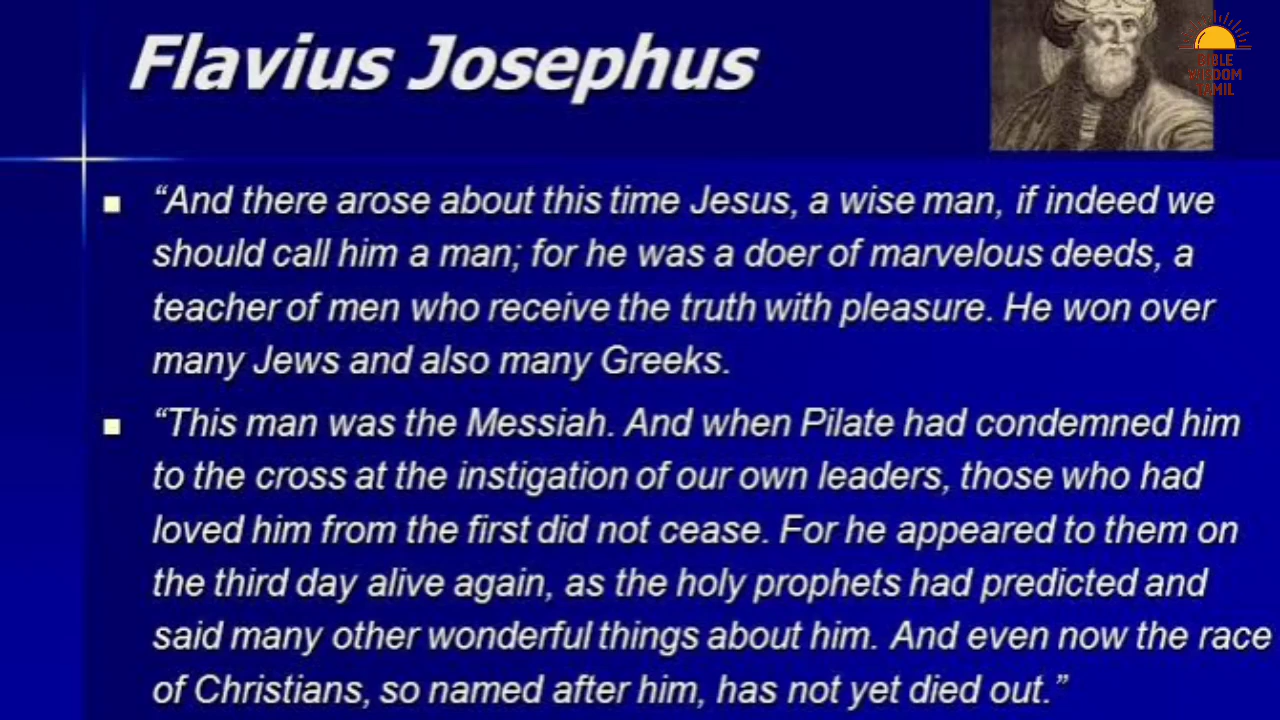 Flavius Josephus
BIBLE
WISDOM
TAMIL
“And there arose about this time Jesus, a wise man, if indeed we
should call him a man; for he was a doer of marvelous deeds, a
teacher of men who receive the truth with pleasure. He won over
many Jews and also many Greeks.
“This man was the Messiah. And when Pilate had condemned him
to the cross at the instigation of our own leaders, those who had
loved him from the first did not cease. For he appeared to them on
the third day alive again, as the holy prophets had predicted and
said many other wonderful things about him. And even now the race
of Christians, so named after him, has not yet died out.”